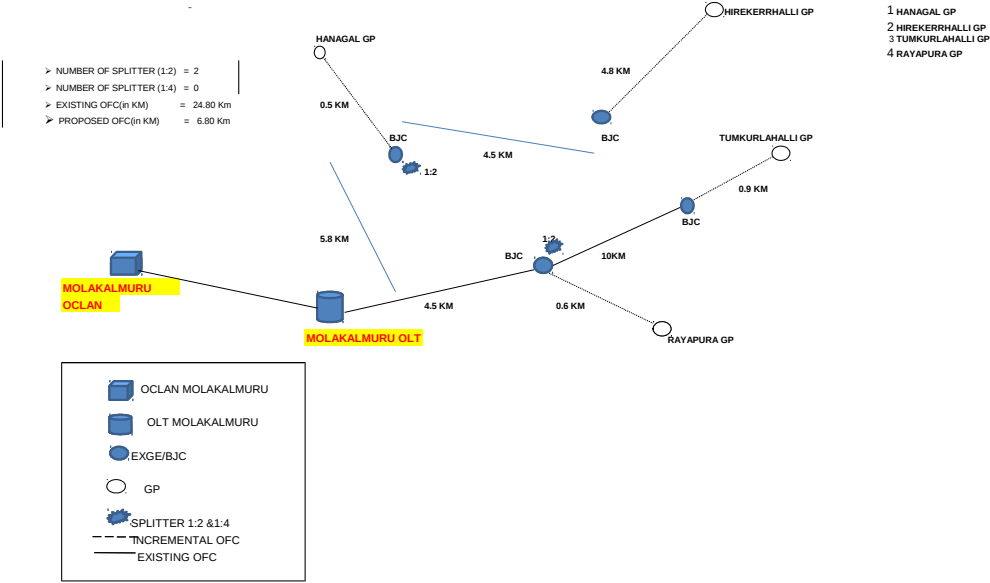 -
HIREKERRHALLI GP
1 HANAGAL GP
2 HIREKERRHALLI GP
3 TUMKURLAHALLI GP
4 RAYAPURA GP
HANAGAL GP
➢ NUMBER OF SPLITTER (1:2) = 2
➢ NUMBER OF SPLITTER (1:4) = 0
➢ EXISTING OFC(in KM) = 24.80 Km
➢ PROPOSED OFC(in KM) = 6.80 Km
4.8 KM
0.5 KM
BJC
BJC
TUMKURLAHALLI GP
4.5 KM
1:2
0.9 KM
BJC
5.8 KM
1:2
BJC
10KM
MOLAKALMURU
OCLAN
4.5 KM
0.6 KM
MOLAKALMURU OLT
RAYAPURA GP
OCLAN MOLAKALMURU
OLT MOLAKALMURU
EXGE/BJC
GP
SPLITTER 1:2 &1:4
INCREMENTAL OFC
EXISTING OFC